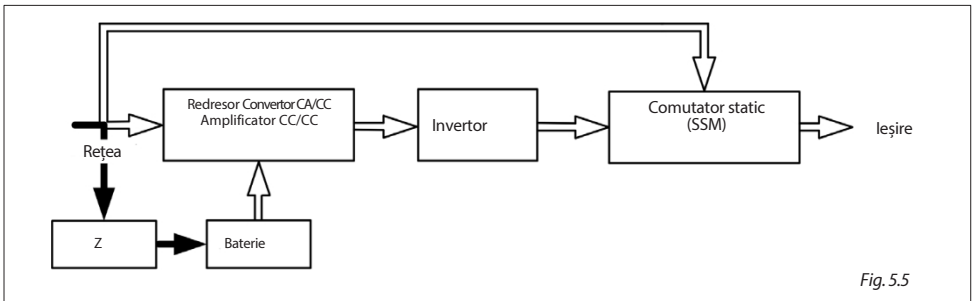 Redresor Convertor CA/CC
Amplificator CC/CC
Invertor
Comutator static
(SSM)
Ieșire
Rețea
Z
Baterie
Fig. 5.5